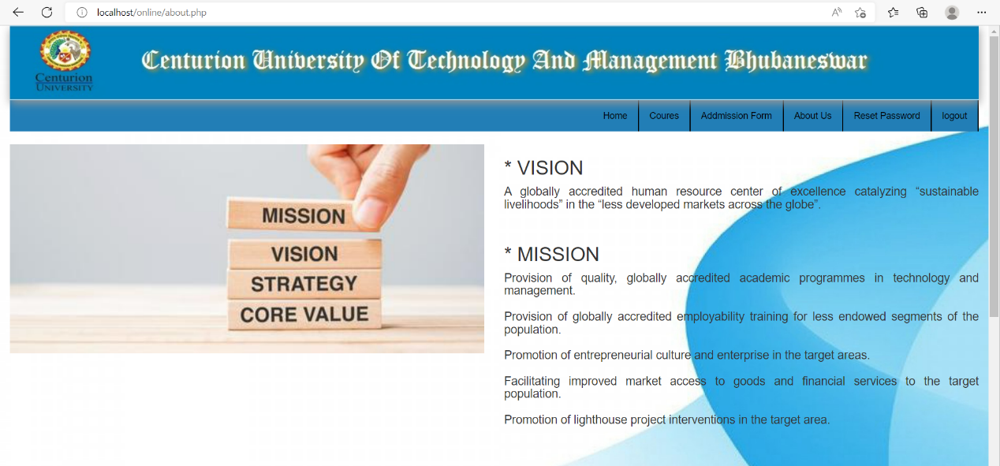 localhost/online/about.php
Centurion
UNIVERSITY
Centurion University Of Technology And Management Bhubaneswar
Home Coures Addmission Form About Us Reset Password logout
MISSION
VISION
STRATEGY
CORE VALUE
* VISION
A globally accredited human resource center of excellence catalyzing “sustainable
livelihoods” in the “less developed markets across the globe”.
* MISSION
Provision of quality, globally accredited academic programmes in technology and
management.
Provision of globally accredited employability training for less endowed segments of the
population.
Promotion of entrepreneurial culture and enterprise in the target areas.
Facilitating improved market access to goods and financial services to the target
population.
Promotion of lighthouse project interventions in the target area.